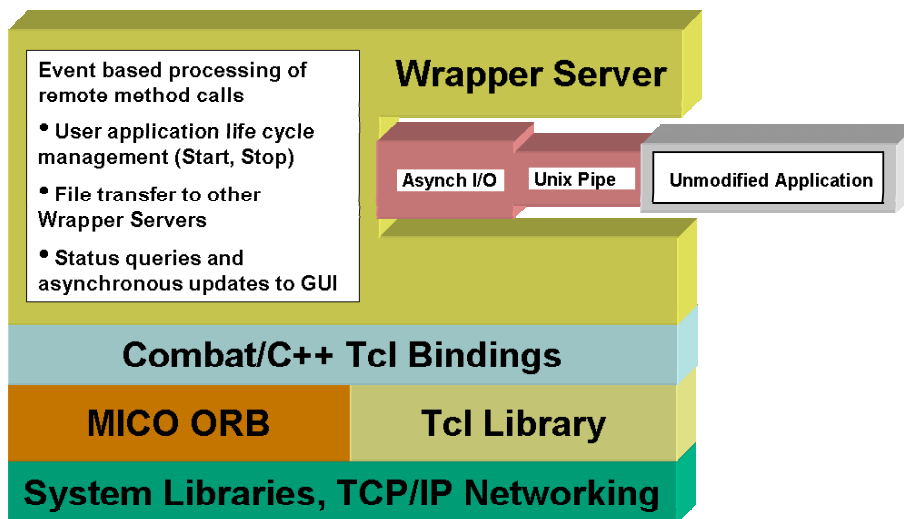 Wrapper Server
Event based processing of
remote method calls
• User application life cycle
management (Start, Stop)
• File transfer to other
Wrapper Servers
• Status queries and
asynchronous updates to GUI
Asynch I/O
Unix Pipe
Unmodified Application
Combat/C++ Tcl Bindings
MICO ORB
Tcl Library
System Libraries, TCP/IP Networking